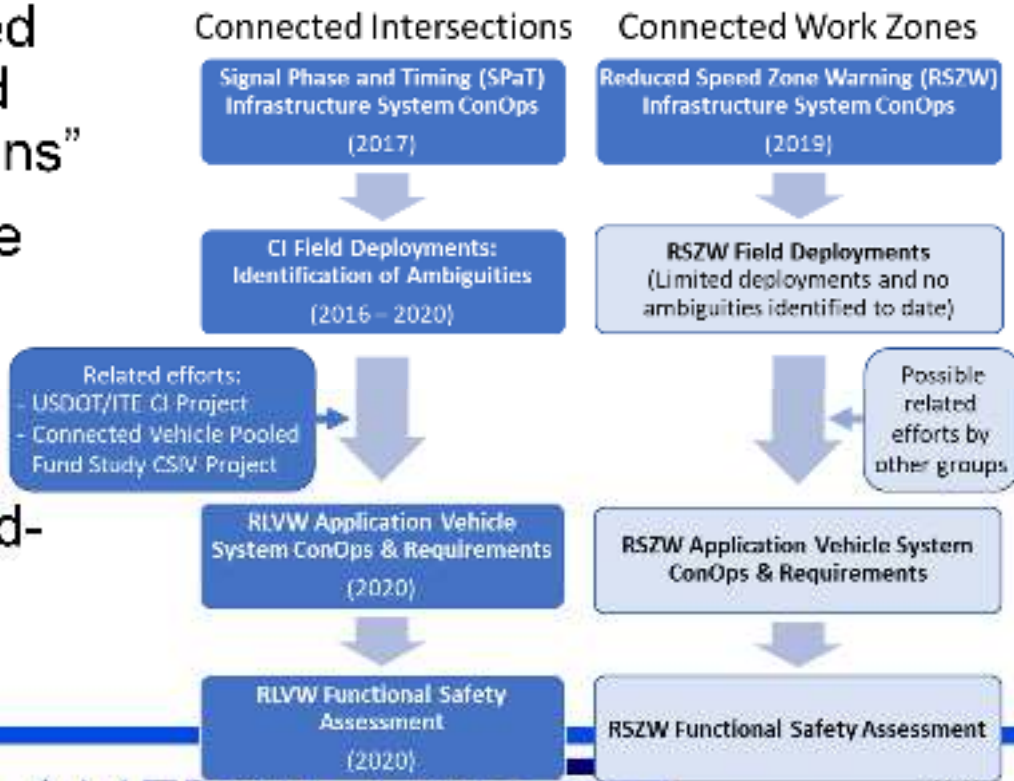 ed
d
ns”
e
d-
Connected Intersections
Signal Phase and Timing (SPaT)
Infrastructure System ConOps
(2017)
CI Field Deployments:
Identification of Ambiguities
(2016 – 2020)
Related efforts:
- USDOT/ITE CI Project
- Connected Vehicle Pooled
Fund Study CSIV Project
RLVW Application Vehicle
System ConOps & Requirements
(2020)
RLVW Functional Safety
Assessment
(2020)
Connected Work Zones
Reduced Speed Zone Warning (RSZW)
Infrastructure System ConOps
(2019)
RSZW Field Deployments
(Limited deployments and no
ambiguities identified to date)
Possible
related
efforts by
other groups
RSZW Application Vehicle System
ConOps & Requirements
RSZW Functional Safety Assessment